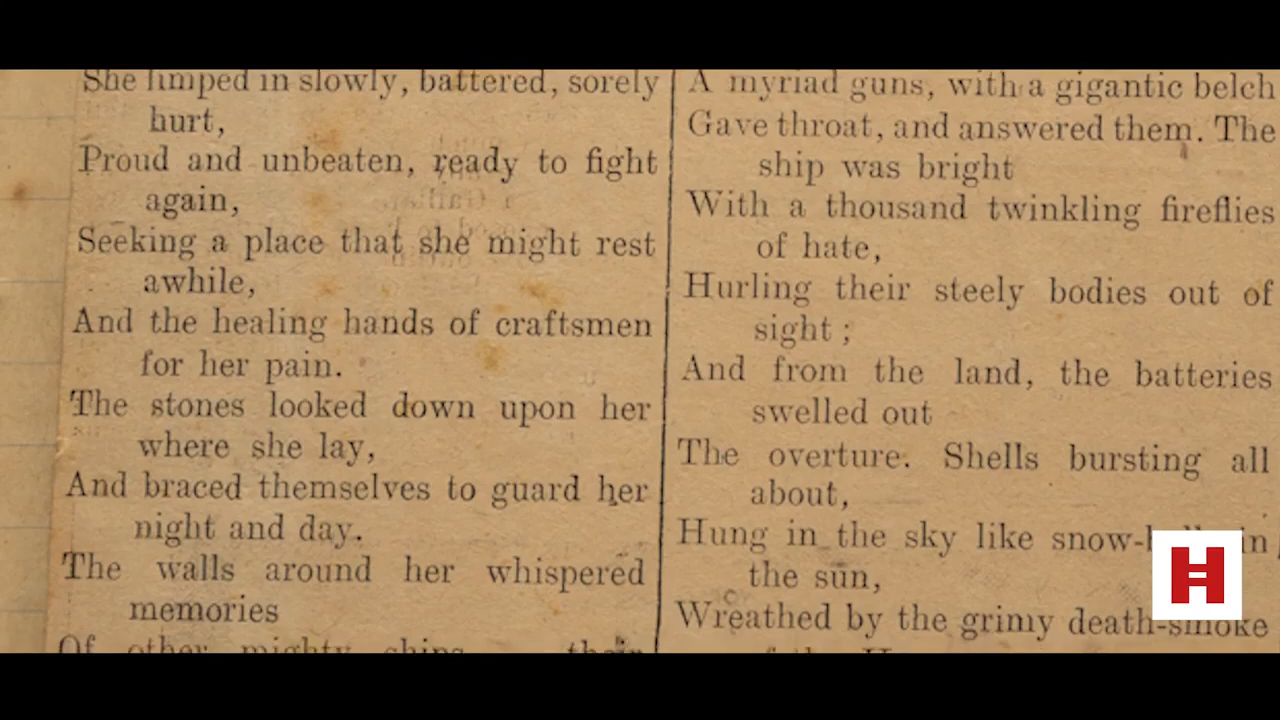 She limped in slowly, battered, sorely
hurt,
Proud and unbeaten, ready to fight
again,
Seeking a place that she might rest
awhile,
And the healing hands of craftsmen
for her pain.
The stones looked down upon her
where she lay,
And braced themselves to guard her
night and day.
The walls around her whispered
memories
Of other mighty ships
A myriad guns, with a gigantic belch
Gave throat, and answered them. The
ship was bright
With a thousand twinkling fireflies
of hate,
Hurling their steely bodies out of
sight ;
And from the land, the batteries
swelled out
The overture. Shells bursting all
about,
Hung in the sky like in
the sun,
Wreathed by the grimy death-smoke
H